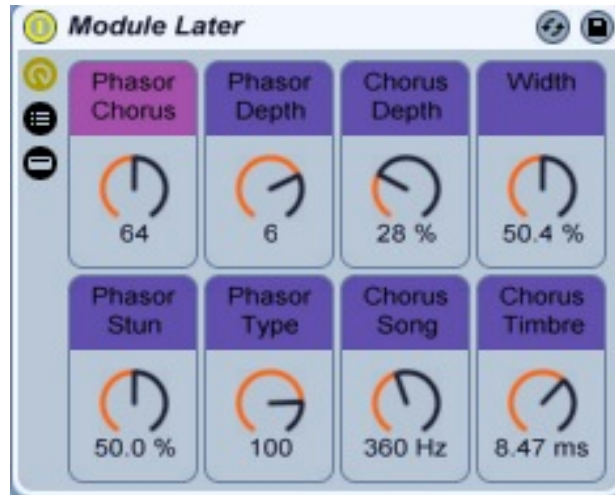 Module Later
Phasor Chorus
Phasor Depth
Chorus Depth
Width
64
6
28 %
50.4 %
Phasor Stun
Phasor Type
Chorus Song
Chorus Timbre
50.0 %
100
360 Hz
8.47 ms